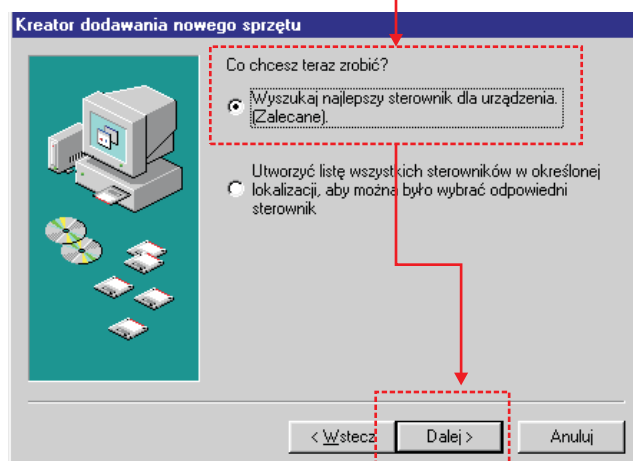 Kreator dodawania nowego sprzętu
Co chcesz teraz zrobić?
Wyszukaj najlepszy sterownik dla urządzenia.
(Zalecane).
Utworzyć listę wszystkich sterowników w określonej
lokalizacji, aby można było wybrać odpowiedni
sterownik
< Wstecz
Dalej >
Anuluj